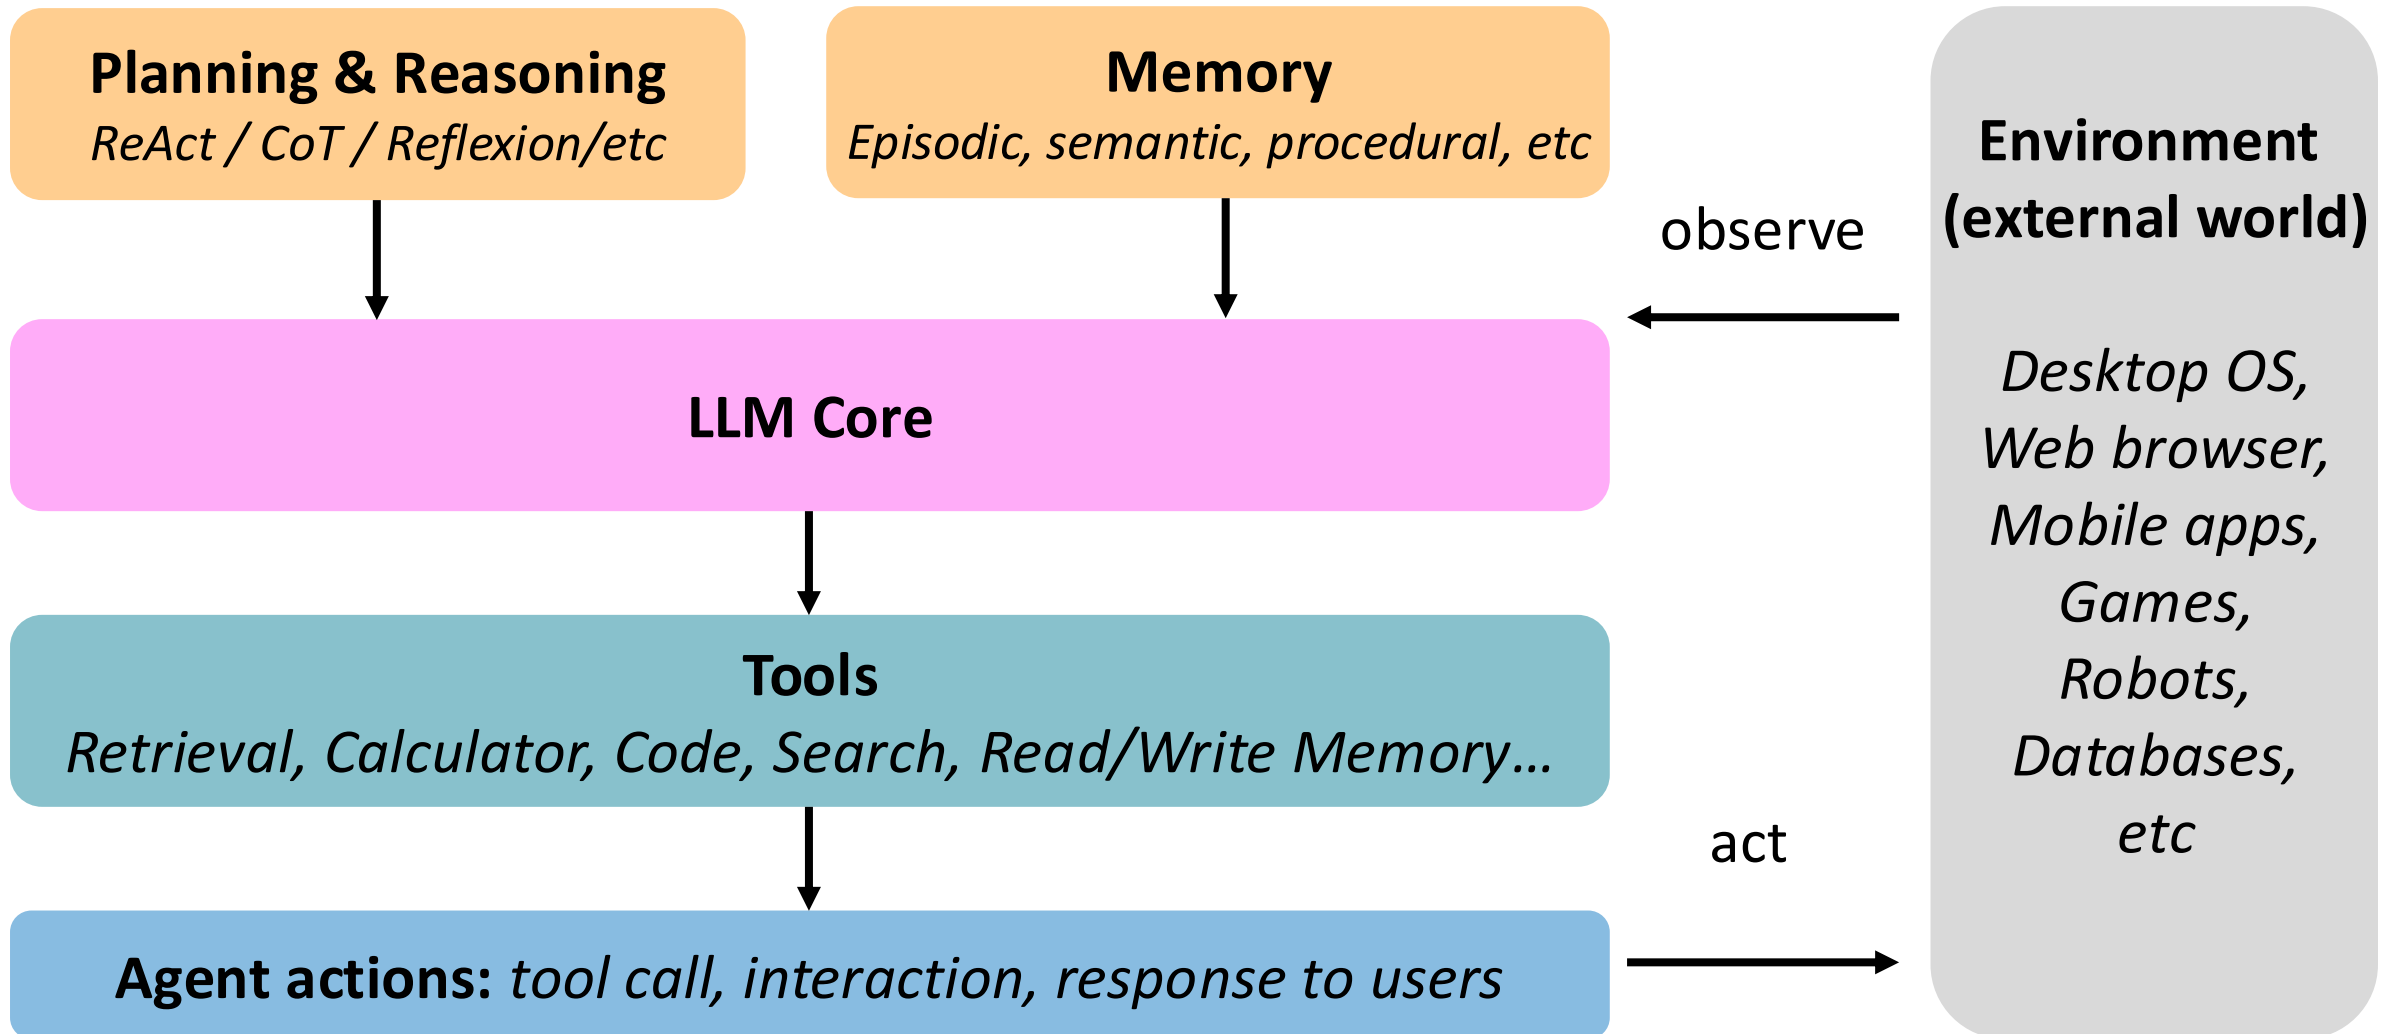 Planning & Reasoning
ReAct / CoT / Reflexion/etc
Memory
Episodic, semantic, procedural, etc
observe
LLM Core
Tools
Retrieval, Calculator, Code, Search, Read/Write Memory...
act
Agent actions: tool call, interaction, response to users
Environment
(external world)
Desktop OS,
Web browser,
Mobile apps,
Games,
Robots,
Databases,
etc